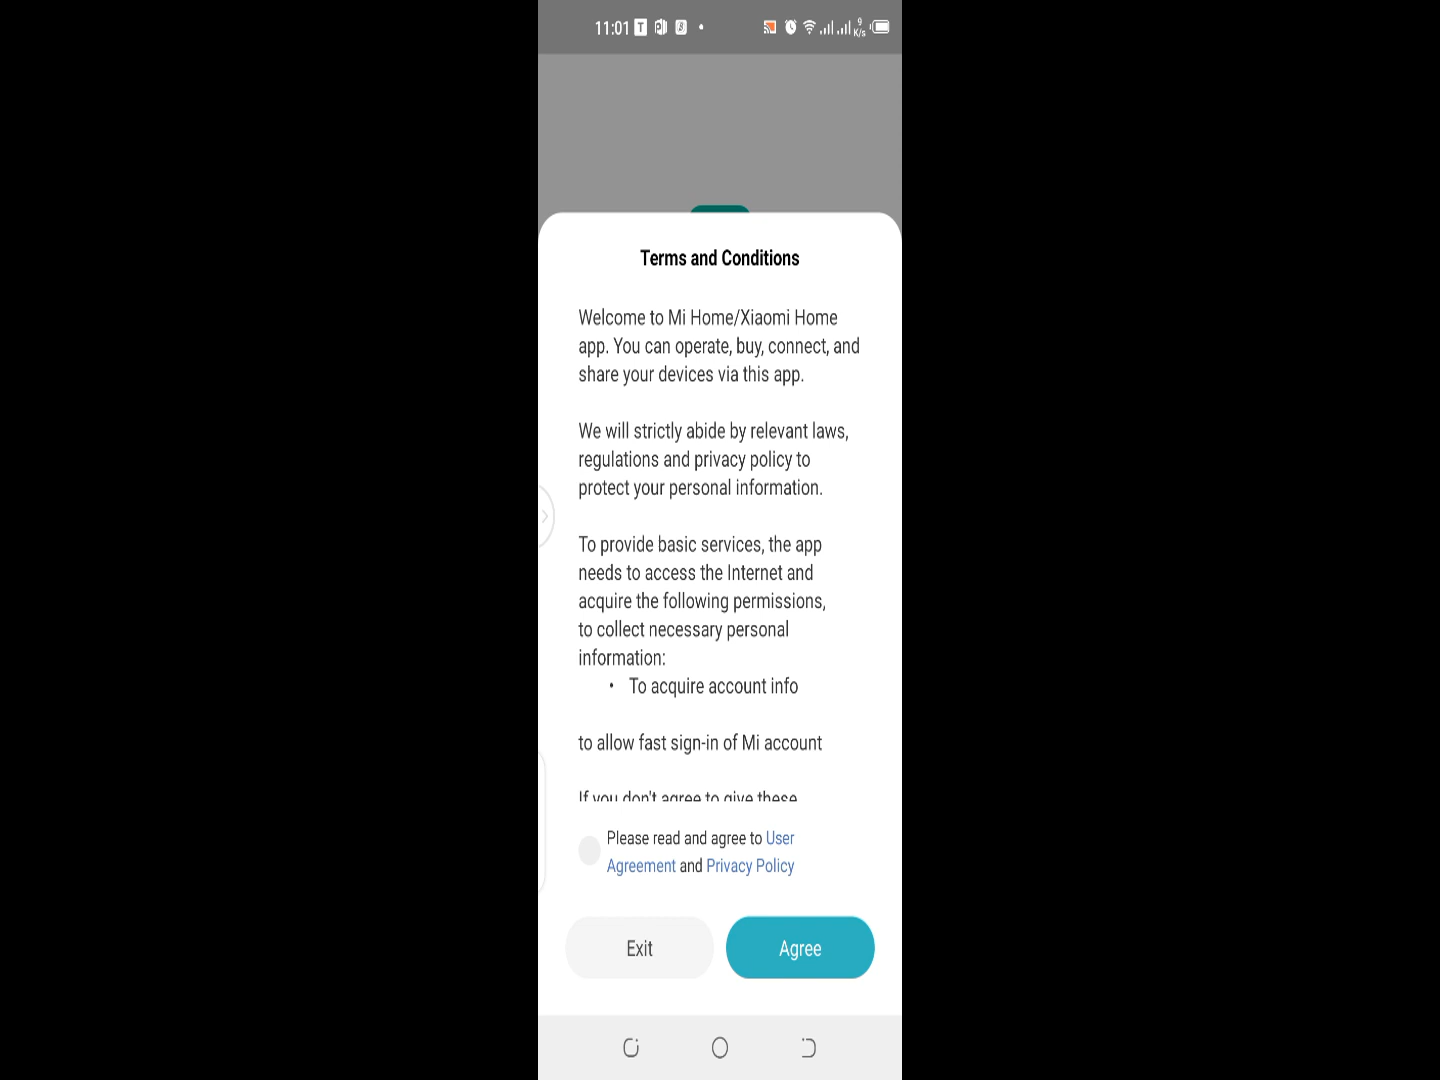 11:01
9
K/s
Terms and Conditions
Welcome to Mi Home/Xiaomi Home
app. You can operate, buy, connect, and
share your devices via this app.
We will strictly abide by relevant laws,
regulations and privacy policy to
protect your personal information.
To provide basic services, the app
needs to access the Internet and
acquire the following permissions,
to collect necessary personal
information:
• To acquire account info
to allow fast sign-in of Mi account
If you don't agree to give these
Please read and agree to User
Agreement and Privacy Policy
Exit
Agree